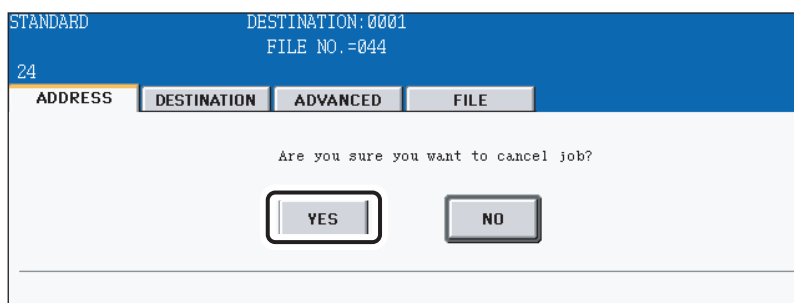 STANDARD DESTINATION:0001
FILE NO.=044
24
ADDRESS DESTINATION ADVANCED FILE
Are you sure you want to cancel job?
YES NO